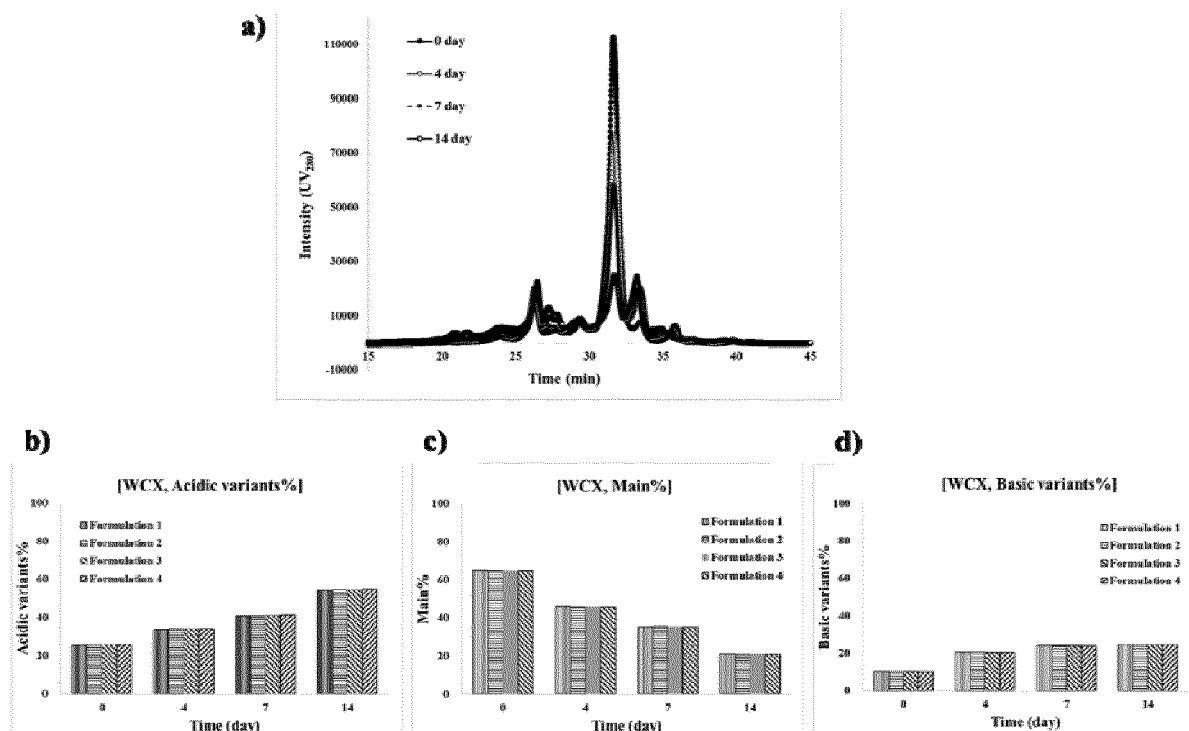 a)
110000
90000
70000
50000
30000
10000
-10000
Intensity (UV280)
0 day
4 day
7 day
14 day
15 20 25 30 35 40 45
Time (min)
b)
[WCX, Acidic variants%]
100
80
60
40
20
0
Acidic variants%
Formulation 1
Formulation 2
Formulation 3
Formulation 4
0 4 7 14
Time (day)
c)
[WCX, Main%]
100
80
60
40
20
0
Main%
Formulation 1
Formulation 2
Formulation 3
Formulation 4
0 4 7 14
Time (day)
d)
[WCX, Basic variants%]
100
80
60
40
20
0
Basic variants%
Formulation 1
Formulation 2
Formulation 3
Formulation 4
0 4 7 14
Time (day)